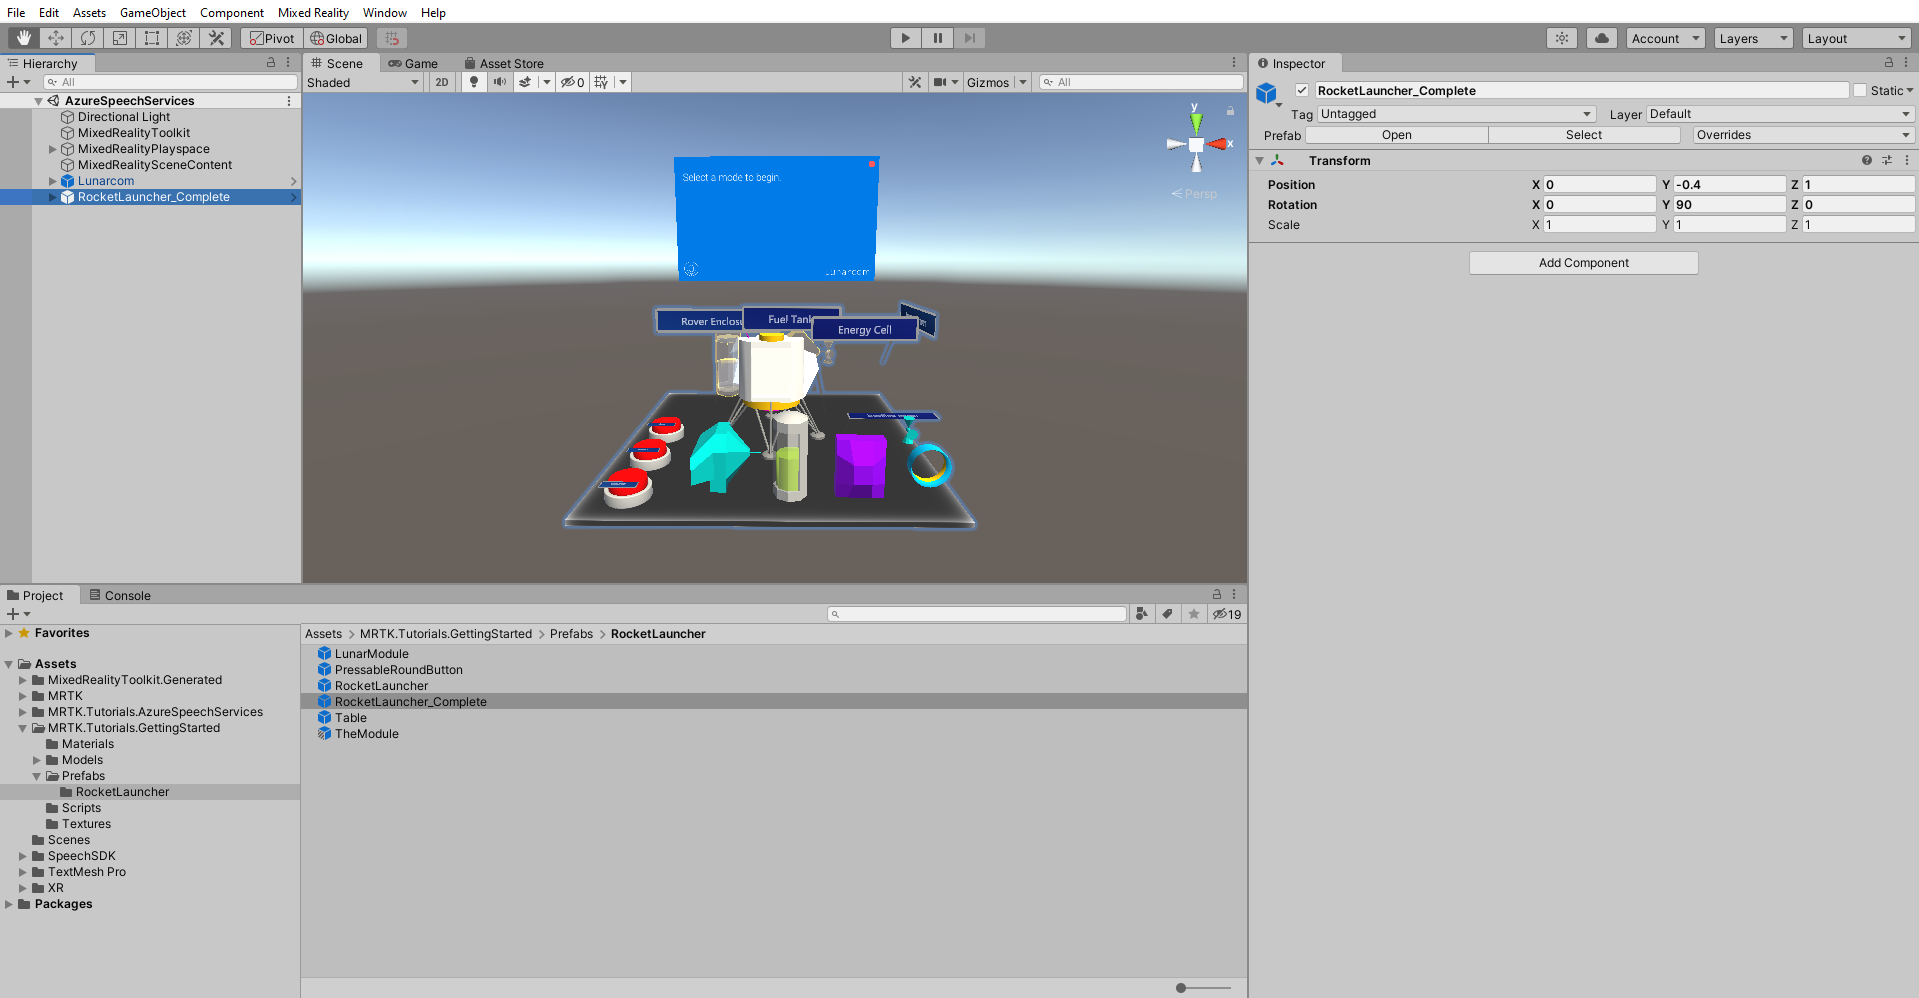 File Edit Assets GameObject Component Mixed Reality Window Help
Pivot Global Account Layers Layout
Hierarchy
All
AzureSpeechServices
Directional Light
MixedRealityToolkit
MixedRealityPlayspace
MixedRealitySceneContent
Lunarcom
RocketLauncher_Complete
Scene Game Asset Store
Shaded 2D 0 Gizmos All
y
x
Persp
Select a mode to begin.
Lunarcom
Rover Enclosu
Fuel Tank
Energy Cell
Inspector
RocketLauncher_Complete Static
Tag Untagged Layer Default
Prefab Open Select Overrides
Transform
Position X 0 Y -0.4 Z 1
Rotation X 0 Y 90 Z 0
Scale X 1 Y 1 Z 1
Add Component
Project Console
19
Favorites
Assets
MixedRealityToolkit.Generated
MRTK
MRTK.Tutorials.AzureSpeechServices
MRTK.Tutorials.GettingStarted
Materials
Models
Prefabs
RocketLauncher
Scripts
Textures
Scenes
SpeechSDK
TextMesh Pro
XR
Packages
Assets > MRTK.Tutorials.GettingStarted > Prefabs > RocketLauncher
LunarModule
PressableRoundButton
RocketLauncher
RocketLauncher_Complete
Table
TheModule